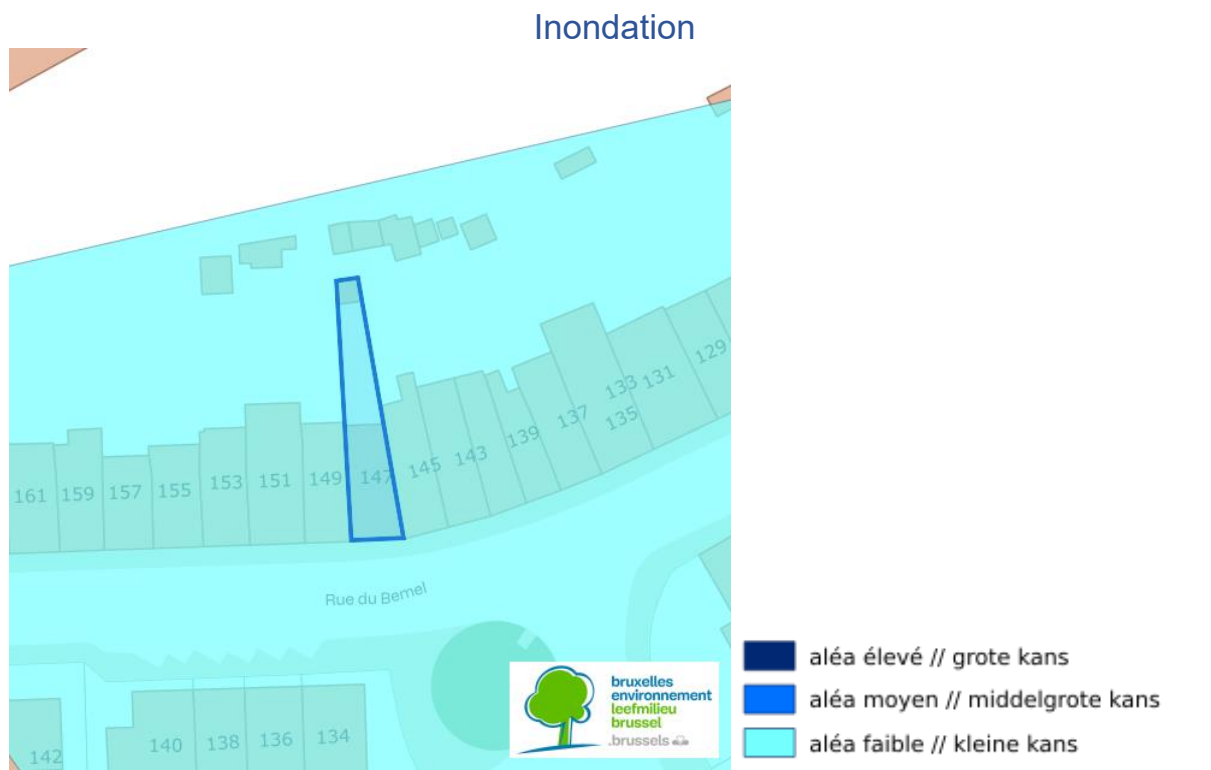 Inondation
129
131
133
135
137
139
143
145
147
149
151
153
155
157
159
161
Rue du Bemel
134
136
138
140
142
bruxelles
environnement
leefmilieu
brussel
.brussels
aléa élevé // grote kans
aléa moyen // middelgrote kans
aléa faible // kleine kans